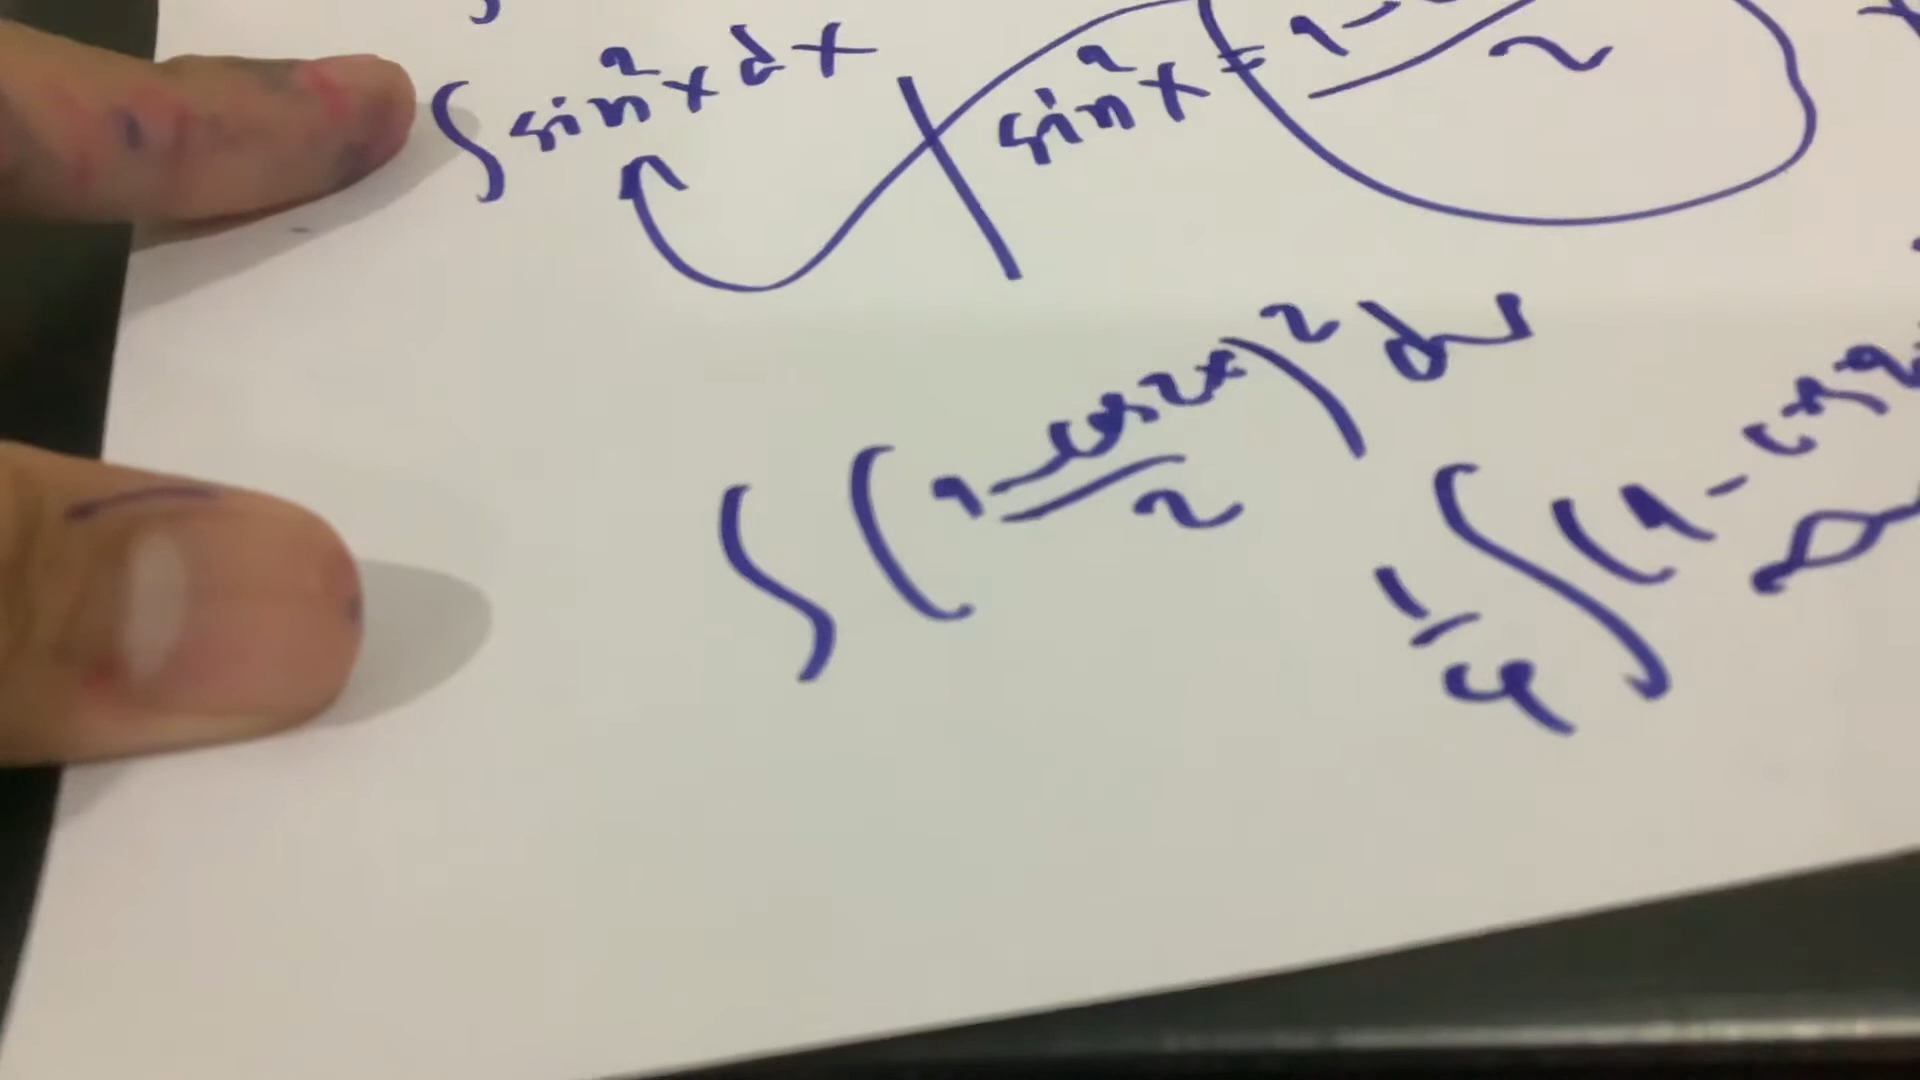 ∫ sin²x dx
sin²x = 1 - / 2
∫ ( (1 - cos2x) / 2 )² dx
1/4 ∫ (1 -